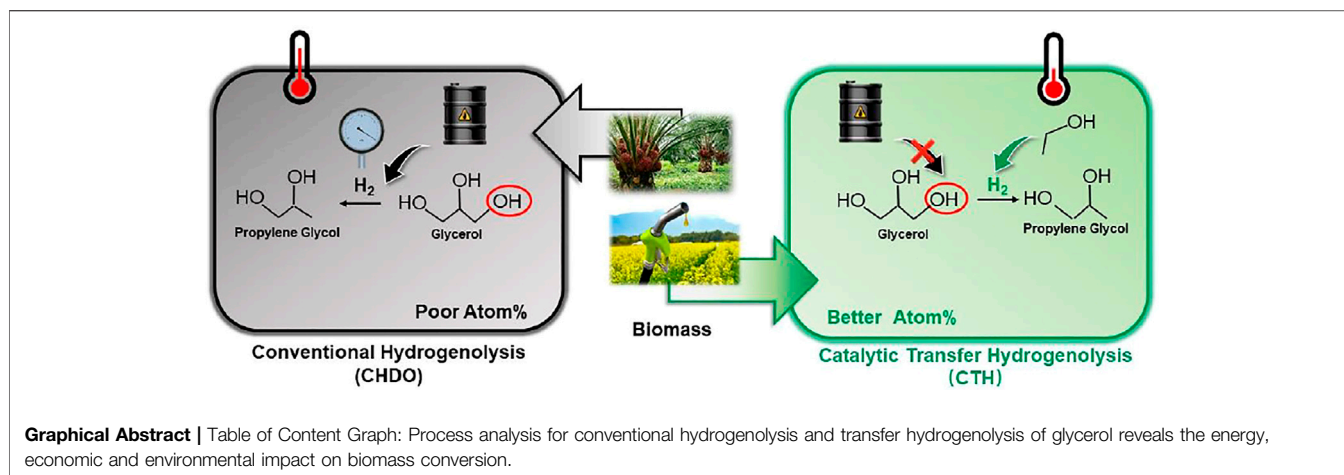 OH
HO
H2
OH
HO
OH
Propylene Glycol
Glycerol
Poor Atom%
Conventional Hydrogenolysis
(CHDO)
Biomass
OH
OH
H2
OH
HO
OH
HO
Glycerol
Propylene Glycol
Better Atom%
Catalytic Transfer Hydrogenolysis
(CTH)
Graphical Abstract | Table of Content Graph: Process analysis for conventional hydrogenolysis and transfer hydrogenolysis of glycerol reveals the energy,
economic and environmental impact on biomass conversion.